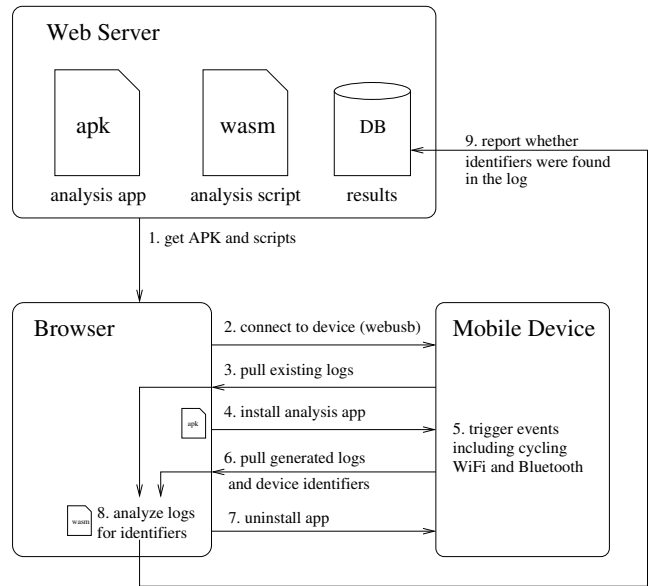 Web Server
apk
wasm
DB
analysis app
analysis script
results
9. report whether
identifiers were found
in the log
1. get APK and scripts
Browser
Mobile Device
2. connect to device (webusb)
3. pull existing logs
apk
4. install analysis app
5. trigger events
including cycling
WiFi and Bluetooth
6. pull generated logs
and device identifiers
wasm
8. analyze logs
for identifiers
7. uninstall app